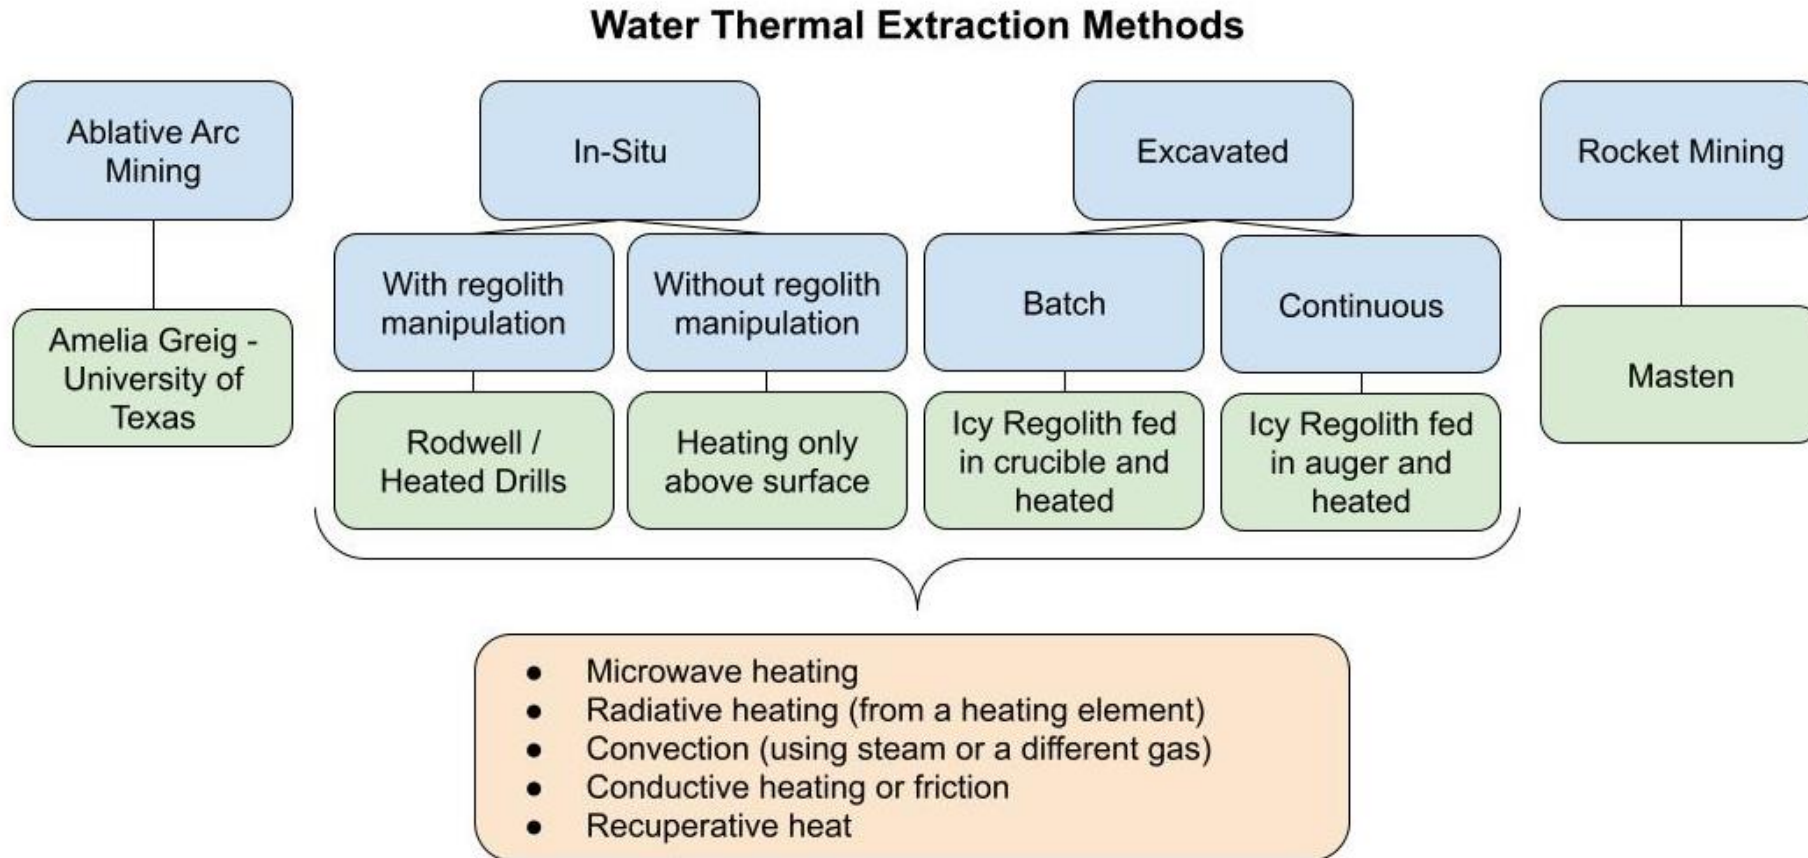 Water Thermal Extraction Methods
Ablative Arc
Mining
In-Situ
Excavated
Rocket Mining
With regolith
manipulation
Without regolith
manipulation
Batch
Continuous
Amelia Greig -
University of
Texas
Rodwell /
Heated Drills
Heating only
above surface
Icy Regolith fed
in crucible and
heated
Icy Regolith fed
in auger and
heated
Masten
● Microwave heating
● Radiative heating (from a heating element)
● Convection (using steam or a different gas)
● Conductive heating or friction
● Recuperative heat